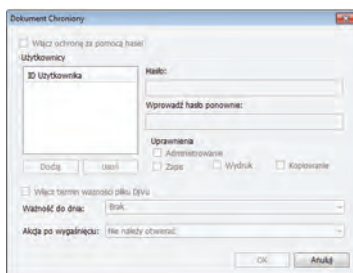 Dokument Chroniony
Włącz ochronę za pomocą haseł
Użytkownicy
ID Użytkownika
Hasło:
Wprowadź hasło ponownie:
Uprawnienia
Administrowanie
Zapis Wydruk Kopiowanie
Dodaj Usuń
Włącz termin ważności pliku DjVu
Ważność do dnia: Brak
Akcja po wygaśnięciu: Nie należy otwierać
OK Anuluj